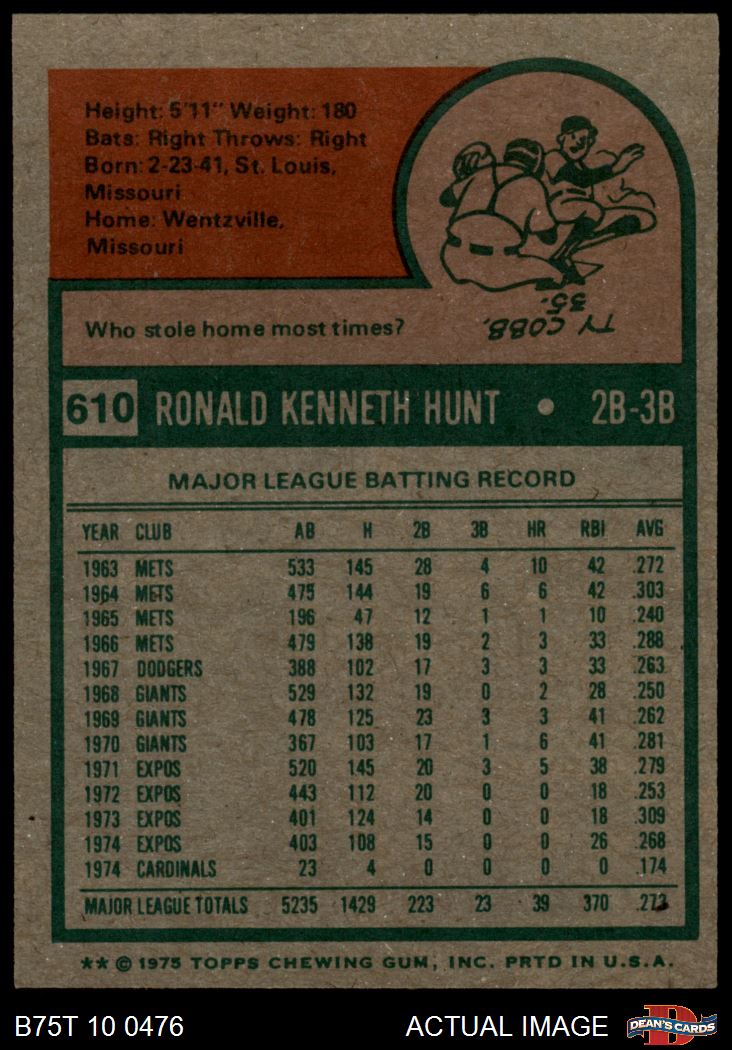 Height: 5'11" Weight: 180
Bats: Right Throws: Right
Born: 2-23-41, St. Louis,
Missouri
Home: Wentzville,
Missouri
Who stole home most times?
TY COBB,
35.
610 RONALD KENNETH HUNT • 2B-3B
MAJOR LEAGUE BATTING RECORD
YEAR CLUB AB H 2B 3B HR RBI AVG
1963 METS 533 145 28 4 10 42 .272
1964 METS 475 144 19 6 6 42 .303
1965 METS 196 47 12 1 1 10 .240
1966 METS 479 138 19 2 3 33 .288
1967 DODGERS 388 102 17 3 3 33 .263
1968 GIANTS 529 132 19 0 2 28 .250
1969 GIANTS 478 125 23 3 3 41 .262
1970 GIANTS 367 103 17 1 6 41 .281
1971 EXPOS 520 145 20 3 5 38 .279
1972 EXPOS 443 112 20 0 0 18 .253
1973 EXPOS 401 124 14 0 0 18 .309
1974 EXPOS 403 108 15 0 0 26 .268
1974 CARDINALS 23 4 0 0 0 0 .174
MAJOR LEAGUE TOTALS 5235 1429 223 23 39 370 .273
** © 1975 TOPPS CHEWING GUM, INC. PRTD IN U.S.A.
B75T 10 0476 ACTUAL IMAGE DEAN'S CARDS